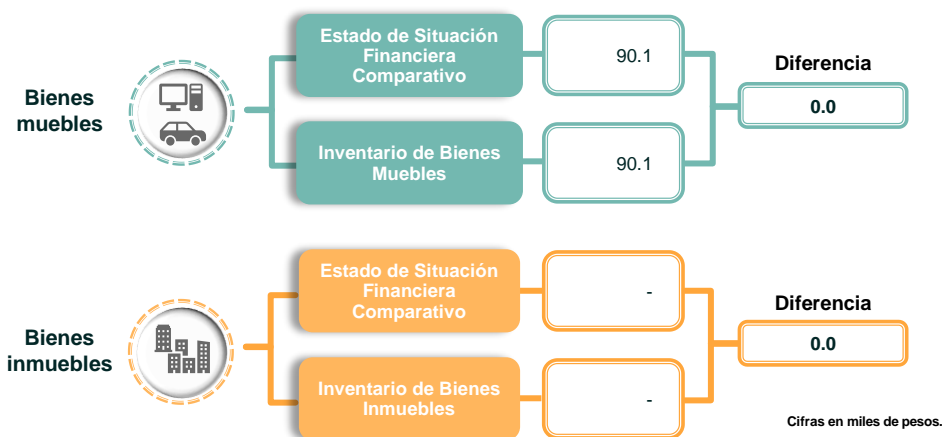 Bienes
muebles
Estado de Situación
Financiera
Comparativo
90.1
Inventario de Bienes
Muebles
90.1
Diferencia
0.0
Bienes
inmuebles
Estado de Situación
Financiera
Comparativo
-
Inventario de Bienes
Inmuebles
-
Diferencia
0.0
Cifras en miles de pesos.